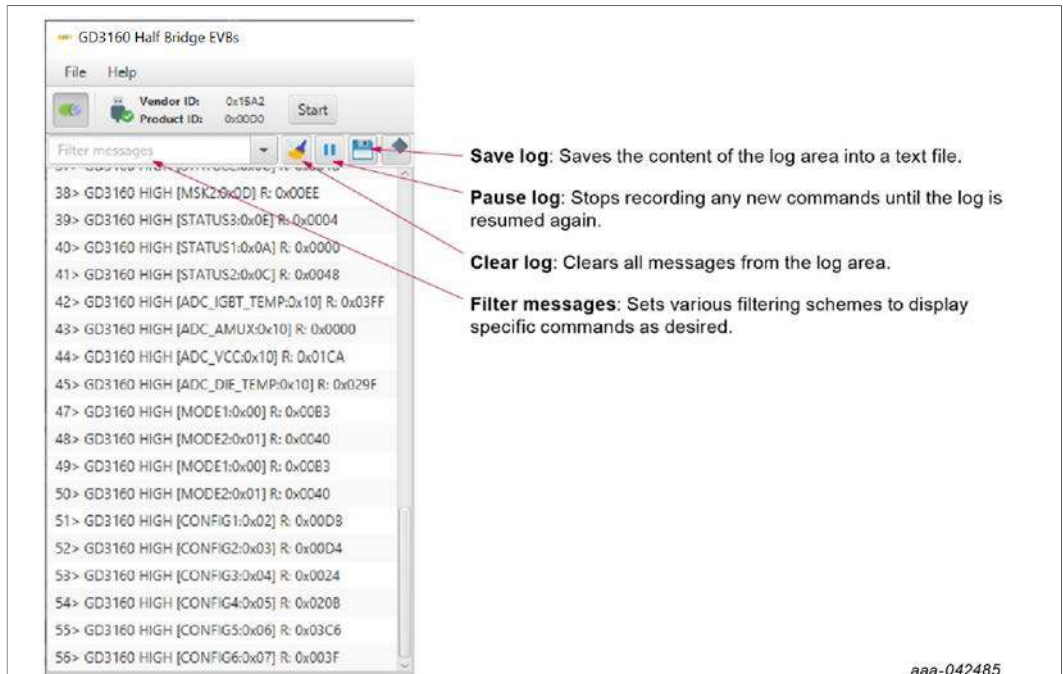 GD3160 Half Bridge EVBs
File Help
Vendor ID: 0x15A2
Product ID: 0x00D0
Start
Filter messages
38> GD3160 HIGH [MSK2:0x0D] R: 0x00EE
39> GD3160 HIGH [STATUS3:0x0E] R: 0x0004
40> GD3160 HIGH [STATUS1:0x0A] R: 0x0000
41> GD3160 HIGH [STATUS2:0x0C] R: 0x0048
42> GD3160 HIGH [ADC_IGBT_TEMP:0x10] R: 0x03FF
43> GD3160 HIGH [ADC_AMUX:0x10] R: 0x0000
44> GD3160 HIGH [ADC_VCC:0x10] R: 0x01CA
45> GD3160 HIGH [ADC_DIE_TEMP:0x10] R: 0x029F
47> GD3160 HIGH [MODE1:0x00] R: 0x00B3
48> GD3160 HIGH [MODE2:0x01] R: 0x0040
49> GD3160 HIGH [MODE1:0x00] R: 0x00B3
50> GD3160 HIGH [MODE2:0x01] R: 0x0040
51> GD3160 HIGH [CONFIG1:0x02] R: 0x00DB
52> GD3160 HIGH [CONFIG2:0x03] R: 0x00D4
53> GD3160 HIGH [CONFIG3:0x04] R: 0x0024
54> GD3160 HIGH [CONFIG4:0x05] R: 0x020B
55> GD3160 HIGH [CONFIG5:0x06] R: 0x03C6
56> GD3160 HIGH [CONFIG6:0x07] R: 0x003F
Save log: Saves the content of the log area into a text file.
Pause log: Stops recording any new commands until the log is
resumed again.
Clear log: Clears all messages from the log area.
Filter messages: Sets various filtering schemes to display
specific commands as desired.
aaa-042485